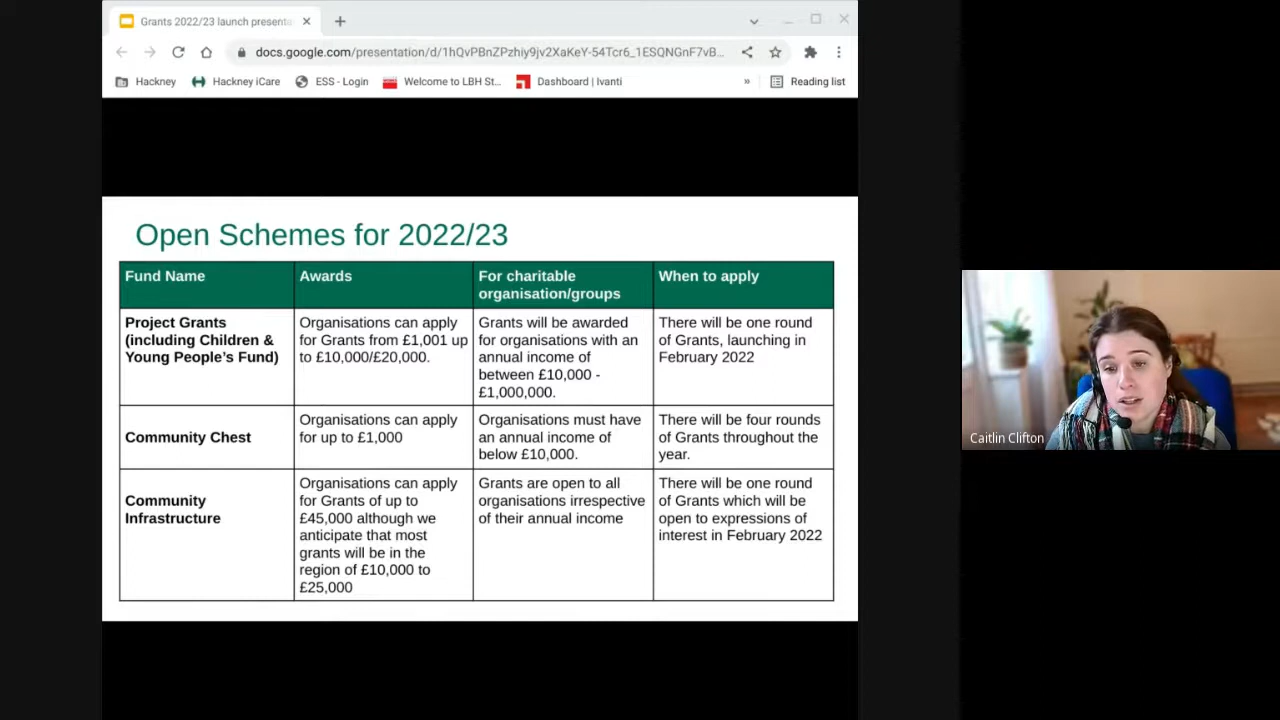 Grants 2022/23 launch presenta
docs.google.com/presentation/d/1hQvPBnZPzhiy9jv2XaKeY-54Tcr6_1ESQNGnF7vB...
Hackney
Hackney iCare
ESS - Login
Welcome to LBH St...
Dashboard | Ivanti
»
Reading list
Open Schemes for 2022/23
Fund Name
Awards
For charitable
organisation/groups
When to apply
Project Grants
(including Children &
Young People's Fund)
Organisations can apply
for Grants from £1,001 up
to £10,000/£20,000.
Grants will be awarded
for organisations with an
annual income of
between £10,000 -
£1,000,000.
There will be one round
of Grants, launching in
February 2022
Community Chest
Organisations can apply
for up to £1,000
Organisations must have
an annual income of
below £10,000.
There will be four rounds
of Grants throughout the
year.
Community
Infrastructure
Organisations can apply
for Grants of up to
£45,000 although we
anticipate that most
grants will be in the
region of £10,000 to
£25,000
Grants are open to all
organisations irrespective
of their annual income
There will be one round
of Grants which will be
open to expressions of
interest in February 2022
Caitlin Clifton